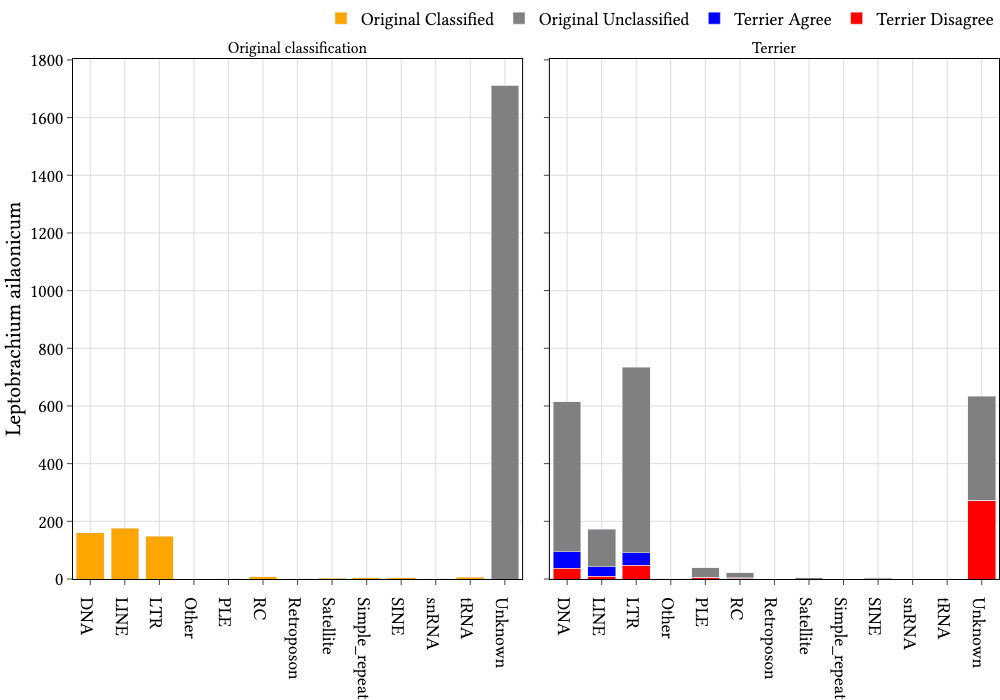 Original Classified Original Unclassified Terrier Agree Terrier Disagree
Original classification
Terrier
Leptobrachium ailaonicum
1800
1600
1400
1200
1000
800
600
400
200
0
DNA LINE LTR Other PLE RC Retroposon Satellite Simple_repeat SINE snRNA tRNA Unknown
DNA LINE LTR Other PLE RC Retroposon Satellite Simple_repeat SINE snRNA tRNA Unknown